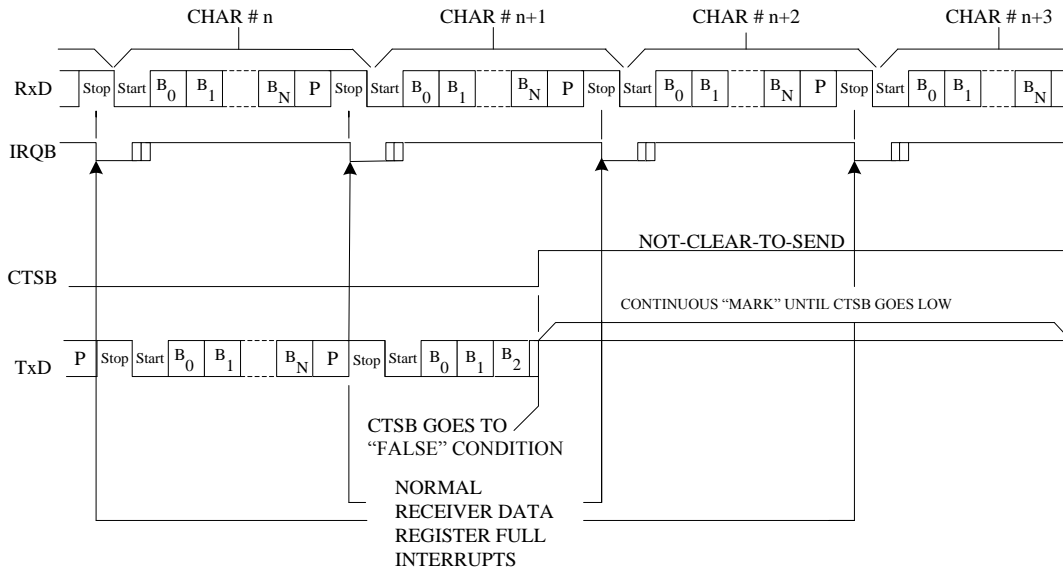 CHAR # n CHAR # n+1 CHAR # n+2 CHAR # n+3
RxD Stop Start B0 B1 BN P Stop Start B0 B1 BN P Stop Start B0 B1 BN P Stop Start B0 B1 BN
IRQB
NOT-CLEAR-TO-SEND
CTSB
CONTINUOUS “MARK” UNTIL CTSB GOES LOW
TxD P Stop Start B0 B1 BN P Stop Start B0 B1 B2
CTSB GOES TO
“FALSE” CONDITION
NORMAL
RECEIVER DATA
REGISTER FULL
INTERRUPTS